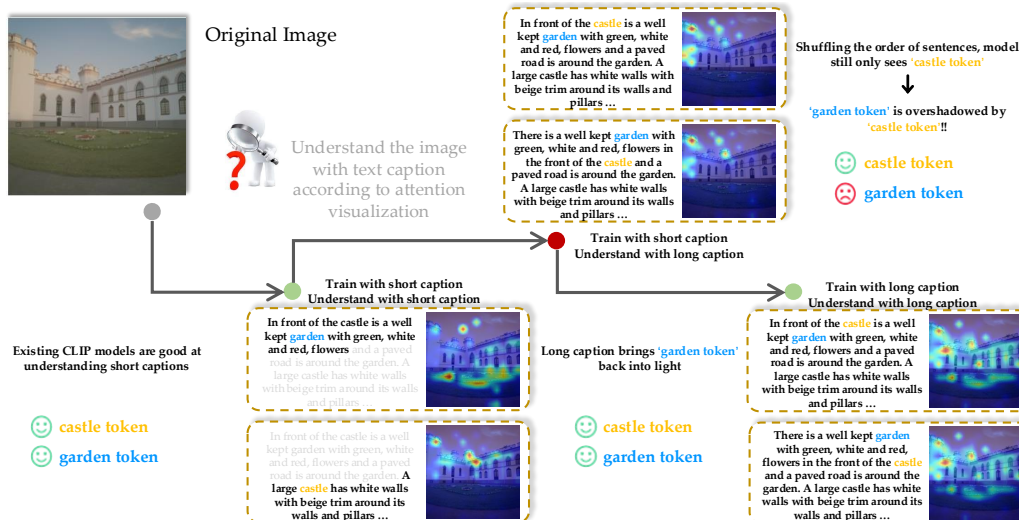 Original Image
Understand the image
with text caption
according to attention
visualization
In front of the castle is a well
kept garden with green, white
and red, flowers and a paved
road is around the garden. A
large castle has white walls with
beige trim around its walls and
pillars ...
There is a well kept garden with
green, white and red, flowers in
the front of the castle and a
paved road around the garden.
A large castle has white walls
with beige trim around its walls
and pillars ...
Shuffling the order of sentences, model
still only sees 'castle token'
'garden token' is overshadowed by
'castle token'!!
castle token
garden token
Train with short caption
Understand with long caption
Train with short caption
Understand with short caption
Train with long caption
Understand with long caption
Existing CLIP models are good at
understanding short captions
castle token
garden token
In front of the castle is a well
kept garden with green, white
and red, flowers and a paved
road is around the garden. A
large castle has white walls
with beige trim around its walls
and pillars ...
In front of the castle is a well
kept garden with green, white
and red, flowers and a paved
road is around the garden. A
large castle has white walls
with beige trim around its
walls and pillars ...
Long caption brings 'garden token'
back into light
castle token
garden token
In front of the castle is a well
kept garden with green, white
and red, flowers and a paved
road is around the garden. A
large castle has white walls
with beige trim around its walls
and pillars ...
There is a well kept garden
with green, white and red,
flowers in the front of the castle
and a paved road around the
garden. A large castle has white
walls with beige trim around its
walls and pillars ...